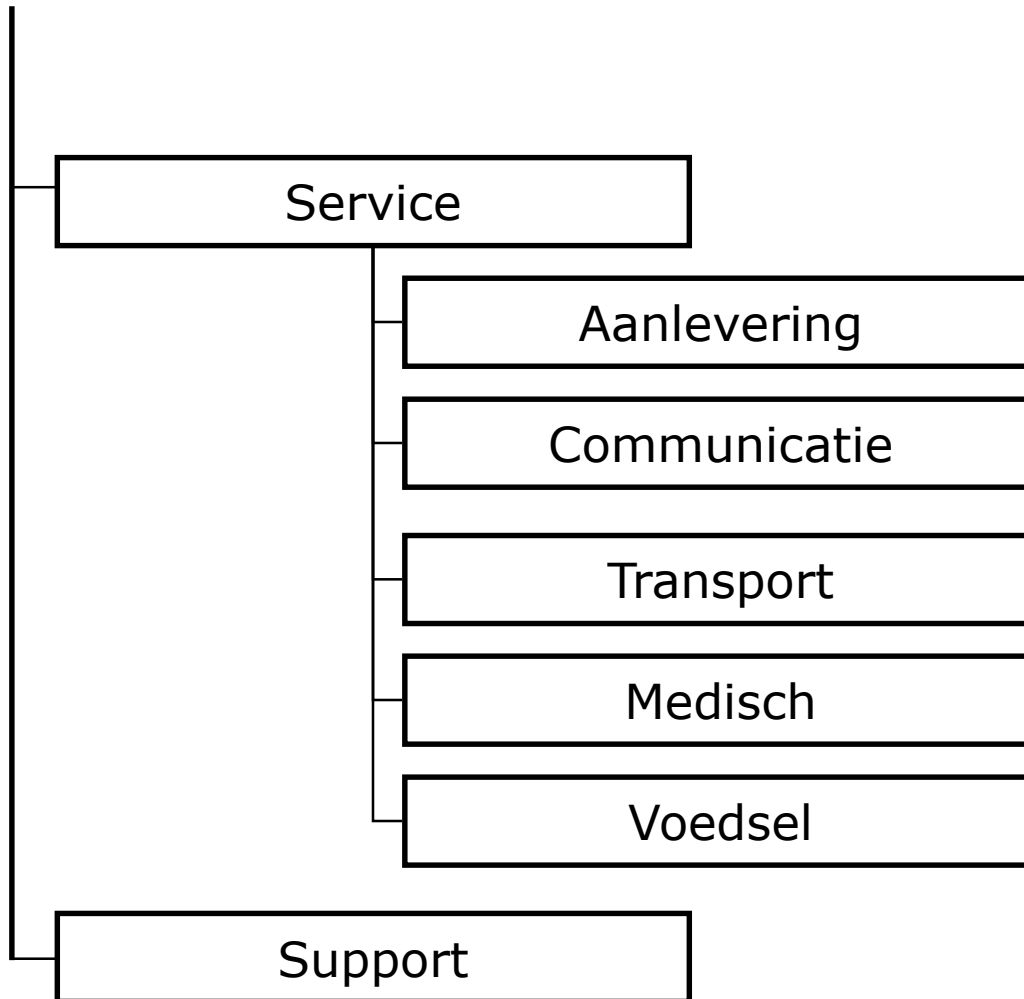 Service
Aanlevering
Communicatie
Transport
Medisch
Voedsel
Support